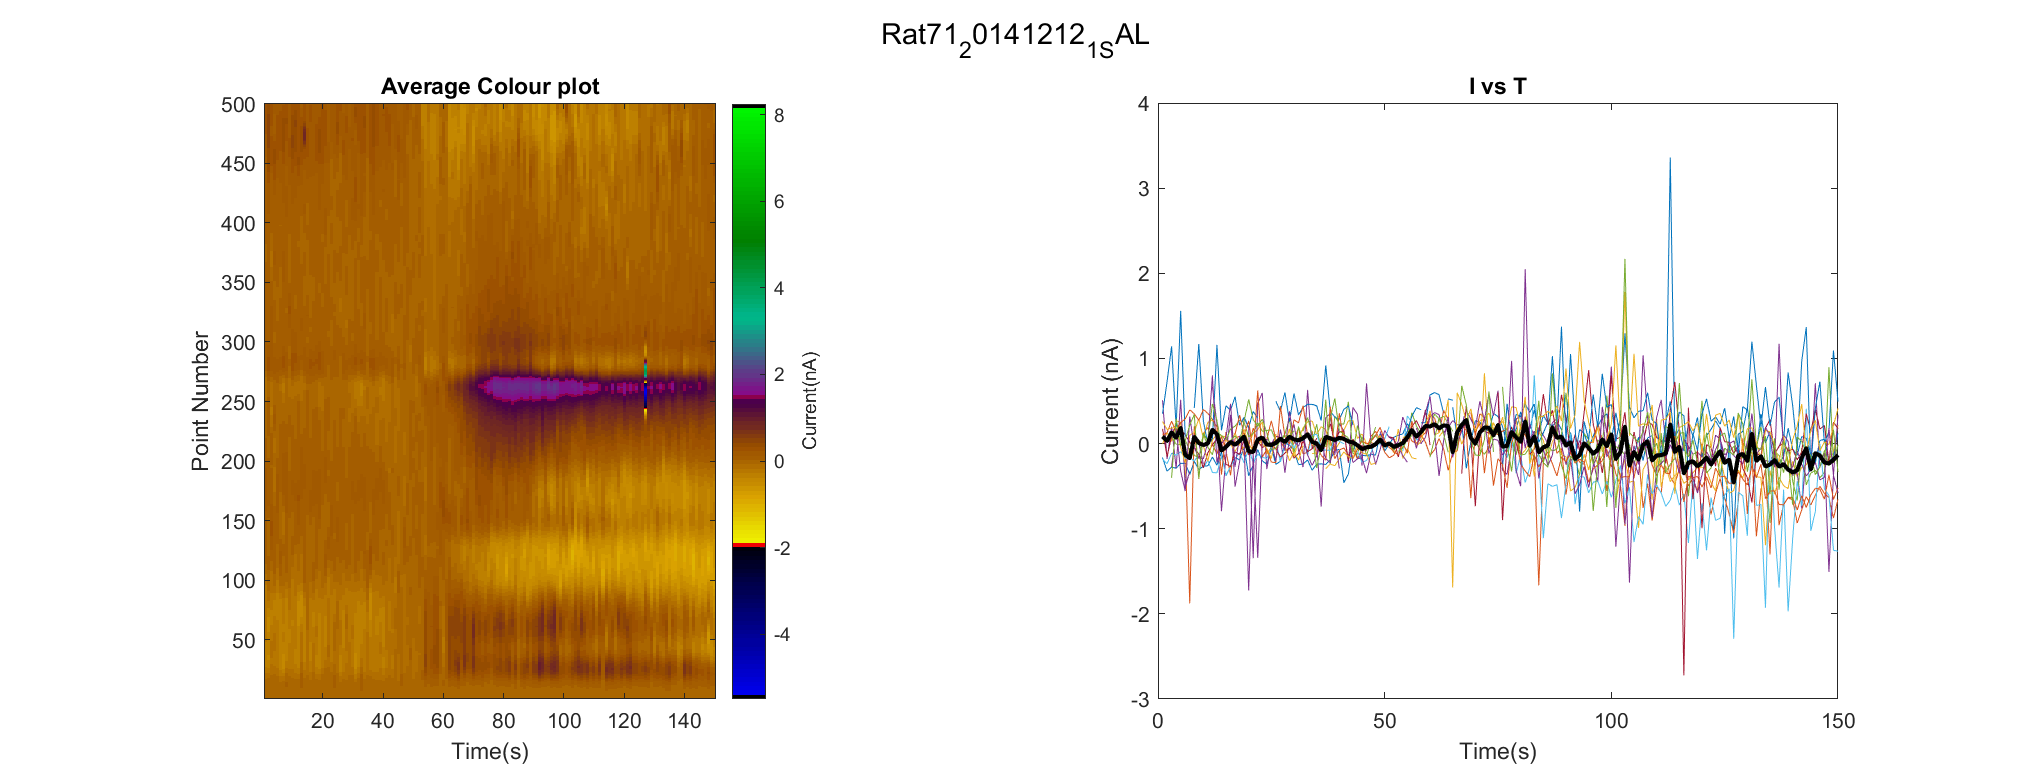 Rat71₂0141212₁ₛAL
Average Colour plot
500
450
400
350
300
250
200
150
100
50
20 40 60 80 100 120 140
Time(s)
Point Number
8
6
4
2
0
-2
-4
Current(nA)
I vs T
4
3
2
1
0
-1
-2
-3
0 50 100 150
Time(s)
Current (nA)